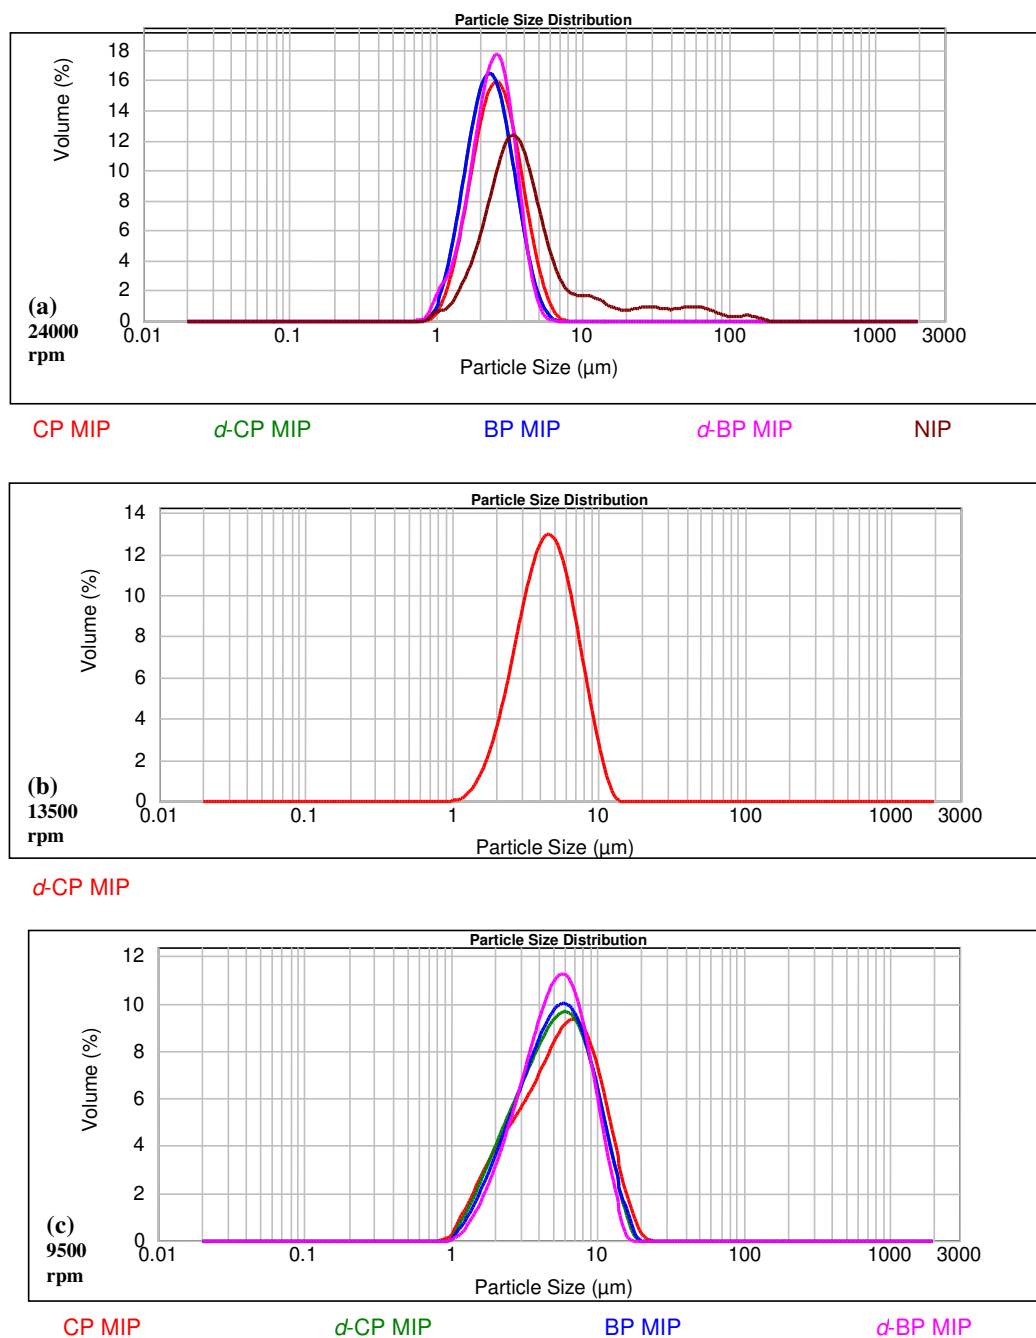 Particle Size Distribution
Volume (%)
18
16
14
12
10
8
6
4
2
0
0.01 0.1 1 10 100 1000 3000
Particle Size (µm)
(a)
24000
rpm
CP MIP d-CP MIP BP MIP d-BP MIP NIP
Particle Size Distribution
Volume (%)
14
12
10
8
6
4
2
0
0.01 0.1 1 10 100 1000 3000
Particle Size (µm)
(b)
13500
rpm
d-CP MIP
Particle Size Distribution
Volume (%)
12
10
8
6
4
2
0
0.01 0.1 1 10 100 1000 3000
Particle Size (µm)
(c)
9500
rpm
CP MIP d-CP MIP BP MIP d-BP MIP